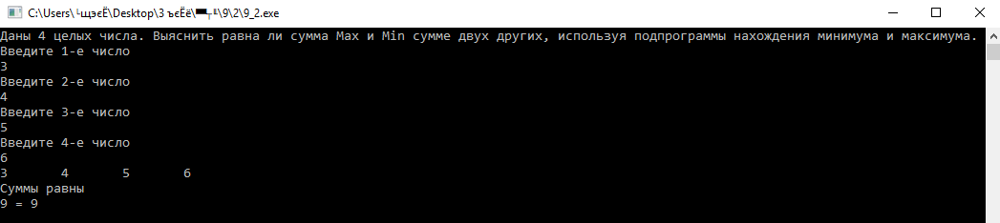 C:\Users\└щэєЁ\Desktop\3 ъєЁё\▀▀┬╙\9\2\9_2.exe
Даны 4 целых числа. Выяснить равна ли сумма Max и Min сумме двух других, используя подпрограммы нахождения минимума и максимума.
Введите 1-е число
3
Введите 2-е число
4
Введите 3-е число
5
Введите 4-е число
6
3 4 5 6
Суммы равны
9 = 9